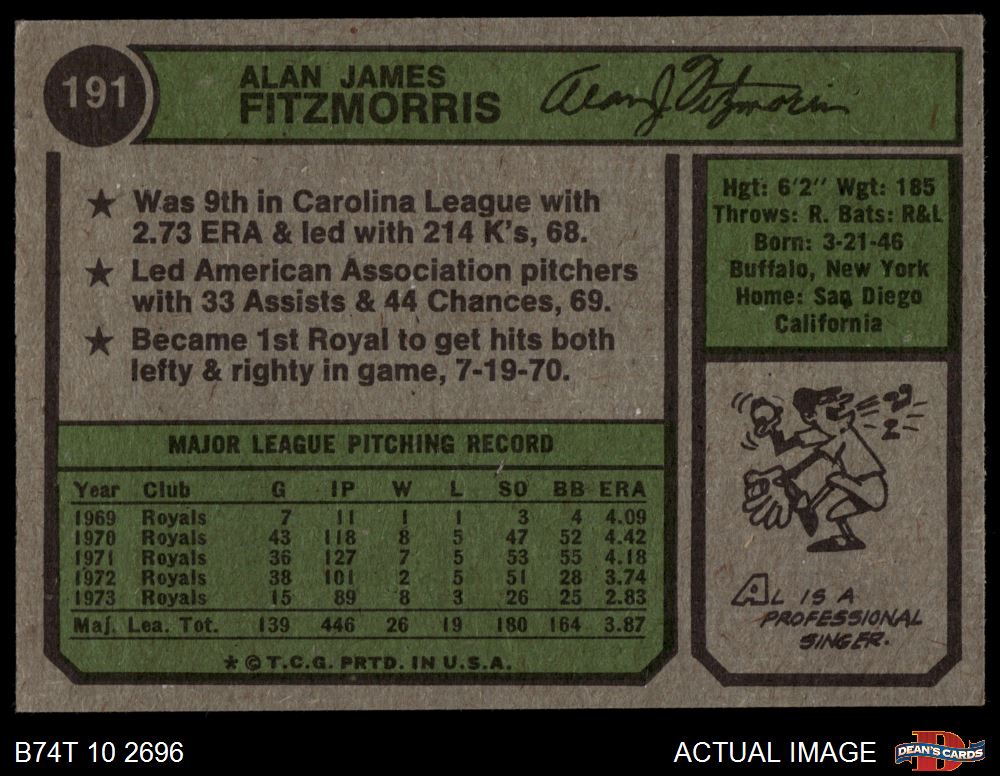 191
ALAN JAMES
FITZMORRIS
Alan J. Fitzmorris
★ Was 9th in Carolina League with
2.73 ERA & led with 214 K's, 68.
★ Led American Association pitchers
with 33 Assists & 44 Chances, 69.
★ Became 1st Royal to get hits both
lefty & righty in game, 7-19-70.
Hgt: 6'2" Wgt: 185
Throws: R. Bats: R&L
Born: 3-21-46
Buffalo, New York
Home: San Diego
California
MAJOR LEAGUE PITCHING RECORD
Year Club G IP W L SO BB ERA
1969 Royals 7 11 1 1 3 4 4.09
1970 Royals 43 118 8 5 47 52 4.42
1971 Royals 36 127 7 5 53 55 4.18
1972 Royals 38 101 2 5 51 28 3.74
1973 Royals 15 89 8 3 26 25 2.83
Maj. Lea. Tot. 139 446 26 19 180 164 3.87
* © T.C.G. PRTD. IN U.S.A.
AL IS A
PROFESSIONAL
SINGER.
B74T 10 2696
ACTUAL IMAGE
DEAN'S CARDS